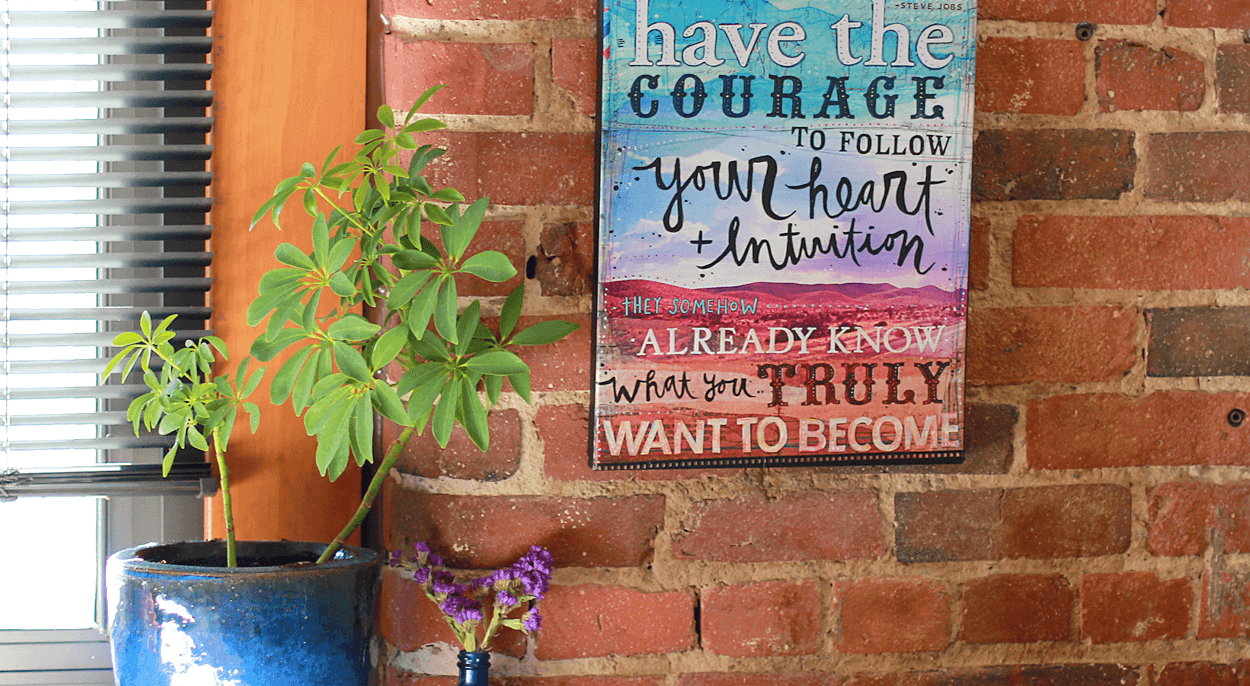 -STEVE JOBS
have the
COURAGE
TO FOLLOW
your heart
+ Intuition
THEY SOMEHOW
ALREADY KNOW
what you TRULY
WANT TO BECOME